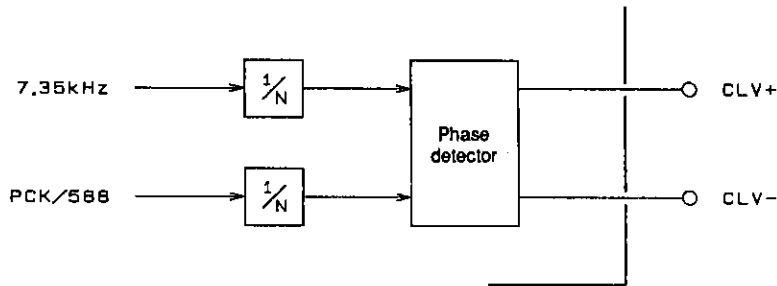 7.35kHz
1/N
Phase
detector
CLV+
PCK/588
1/N
CLV-